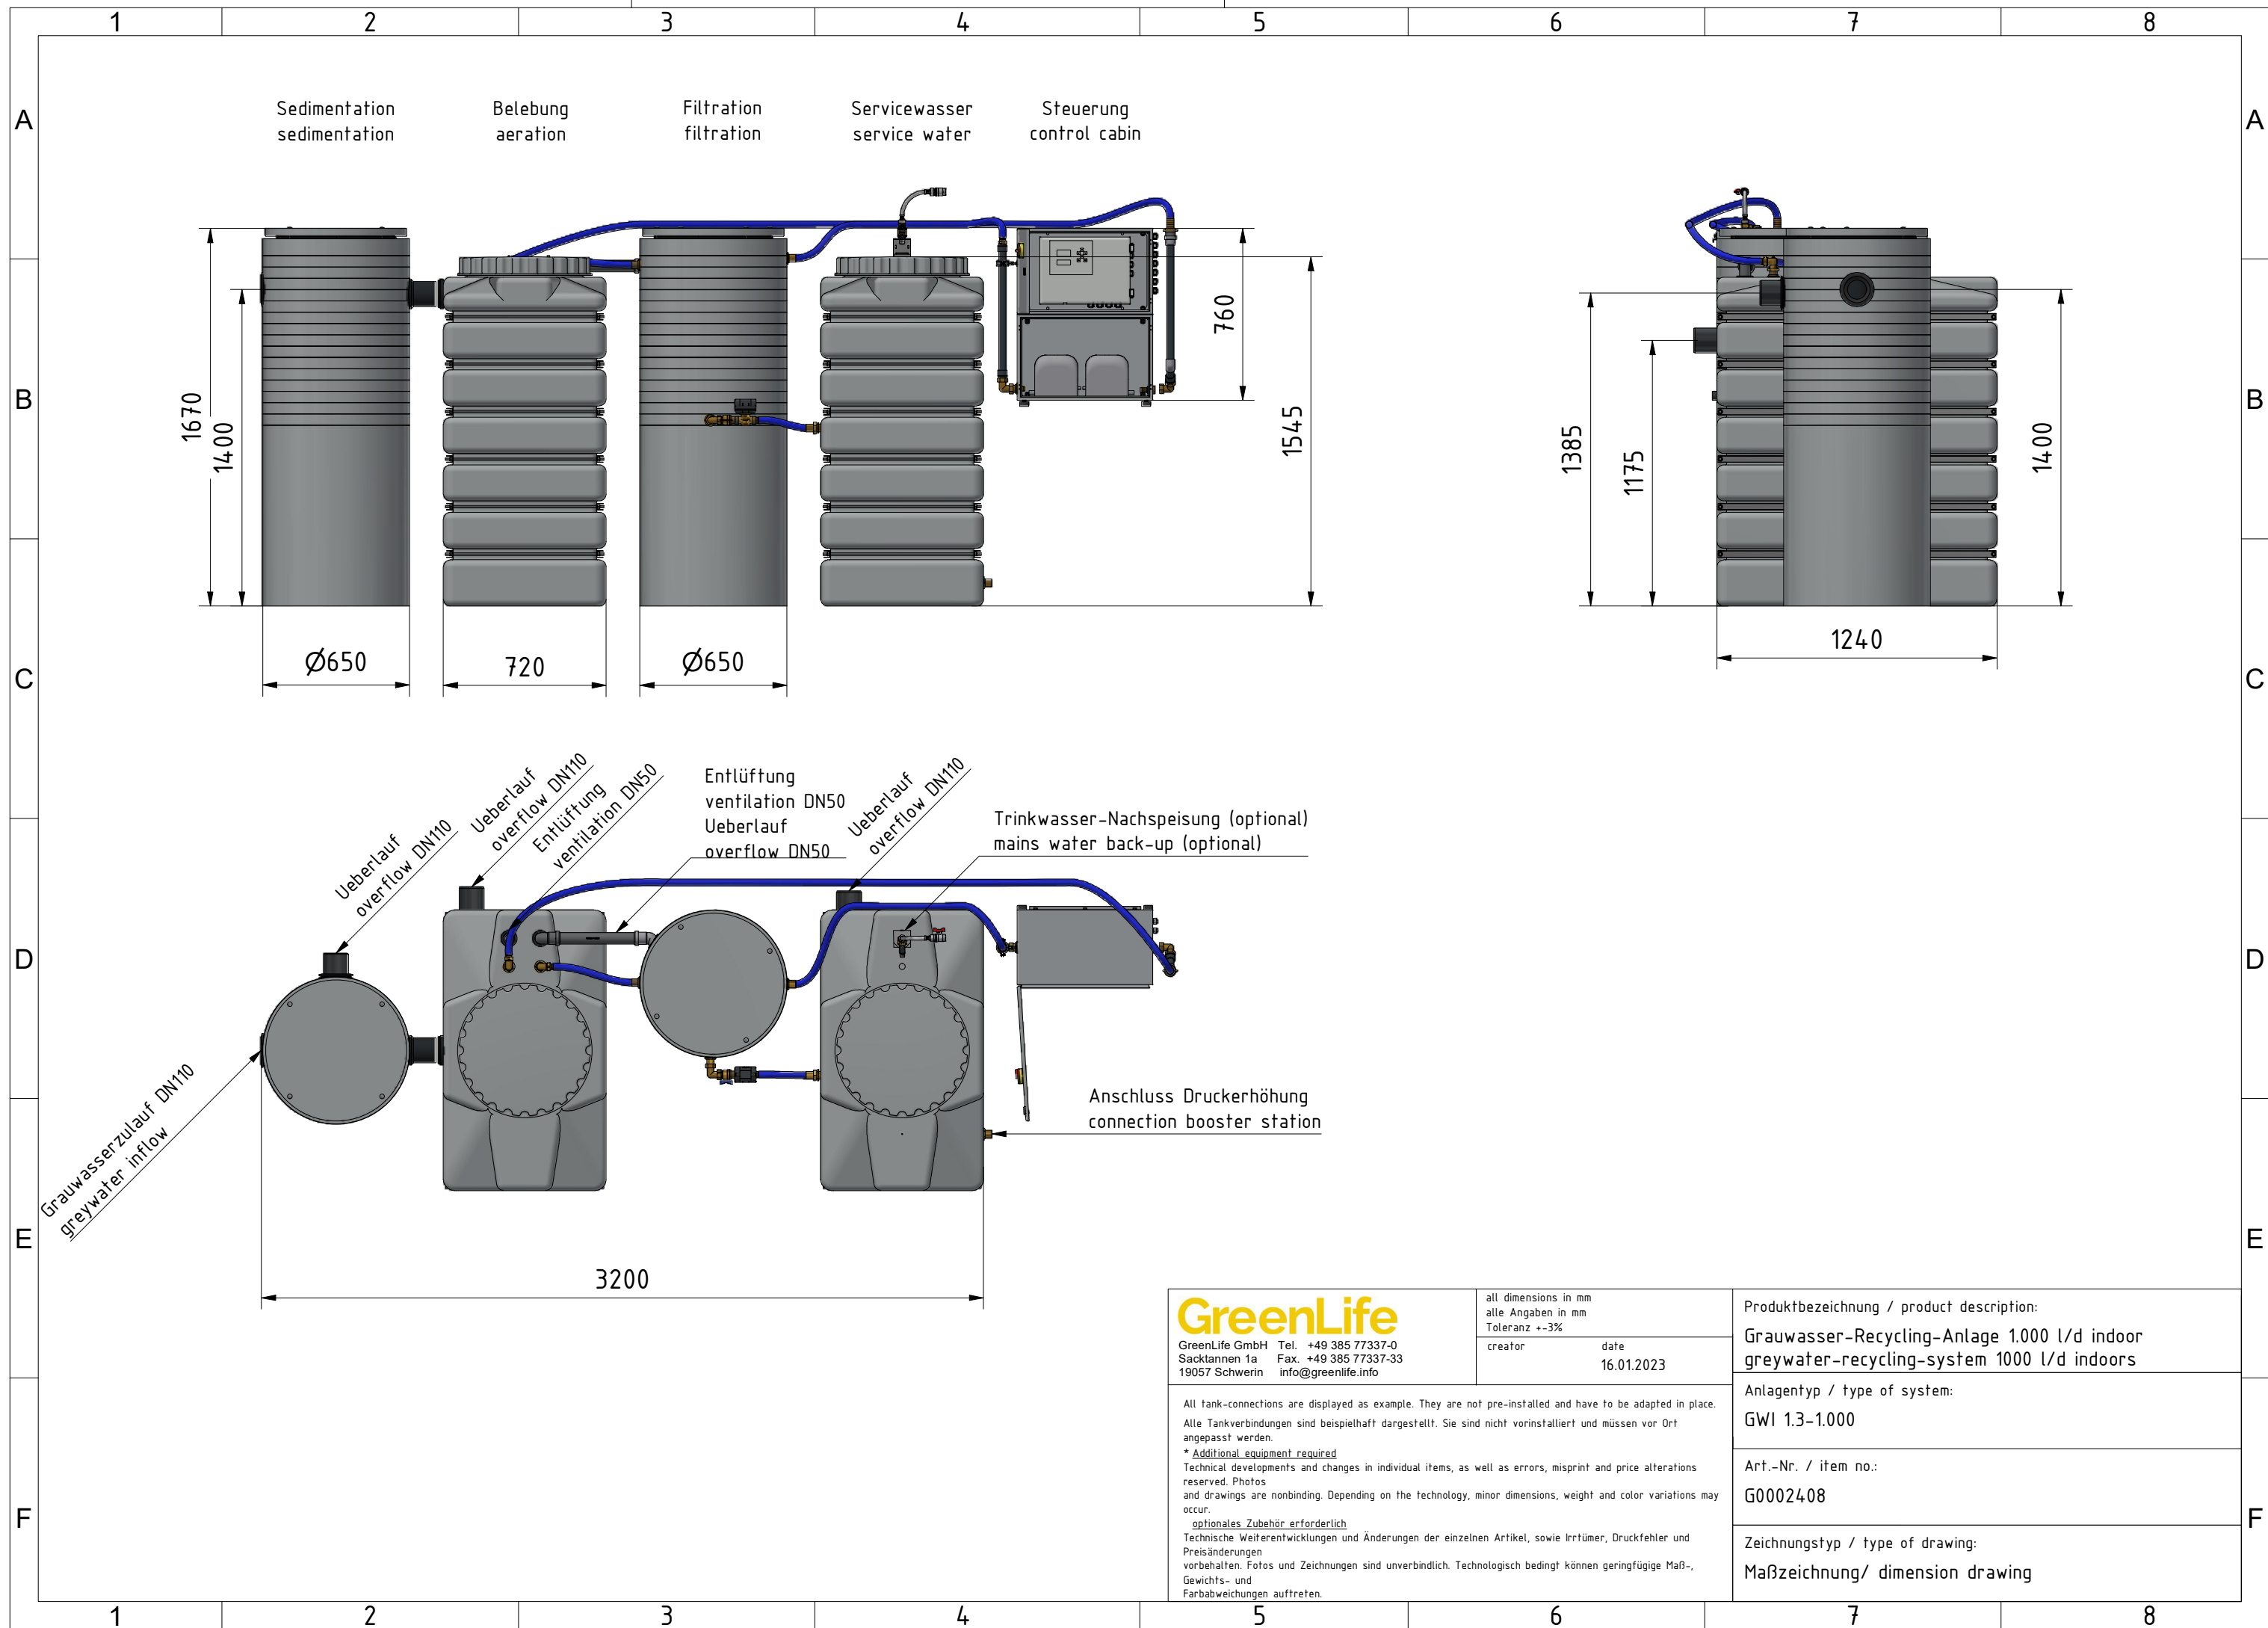 1 2 3 4 5 6 7 8
A A
B B
C C
D D
E E
F F
Sedimentation
sedimentation
Belebung
aeration
Filtration
filtration
Servicewasser
service water
Steuerung
control cabin
1670
1400
760
1545
Ø650
720
Ø650
1385
1175
1400
1240
Ueberlauf
overflow DN110
Ueberlauf
overflow DN110
Entlüftung
ventilation DN50
Entlüftung
ventilation DN50
Ueberlauf
overflow DN50
Ueberlauf
overflow DN110
Trinkwasser-Nachspeisung (optional)
mains water back-up (optional)
Grauwasserzulauf DN110
greywater inflow
Anschluss Druckerhöhung
connection booster station
3200
GreenLife
GreenLife GmbH Tel. +49 385 77337-0
Sacktannen 1a Fax. +49 385 77337-33
19057 Schwerin info@greenlife.info
all dimensions in mm
alle Angaben in mm
Toleranz +-3%
creator date
16.01.2023
All tank-connections are displayed as example. They are not pre-installed and have to be adapted in place.
Alle Tankverbindungen sind beispielhaft dargestellt. Sie sind nicht vorinstalliert und müssen vor Ort
angepasst werden.
* Additional equipment required
Technical developments and changes in individual items, as well as errors, misprint and price alterations
reserved. Photos
and drawings are nonbinding. Depending on the technology, minor dimensions, weight and color variations may
occur.
optionales Zubehör erforderlich
Technische Weiterentwicklungen und Änderungen der einzelnen Artikel, sowie Irrtümer, Druckfehler und
Preisänderungen
vorbehalten. Fotos und Zeichnungen sind unverbindlich. Technologisch bedingt können geringfügige Maß-,
Gewichts- und
Farbabweichungen auftreten.
Produktbezeichnung / product description:
Grauwasser-Recycling-Anlage 1.000 l/d indoor
greywater-recycling-system 1000 l/d indoors
Anlagentyp / type of system:
GWI 1.3-1.000
Art.-Nr. / item no.:
G0002408
Zeichnungstyp / type of drawing:
Maßzeichnung/ dimension drawing
1 2 3 4 5 6 7 8